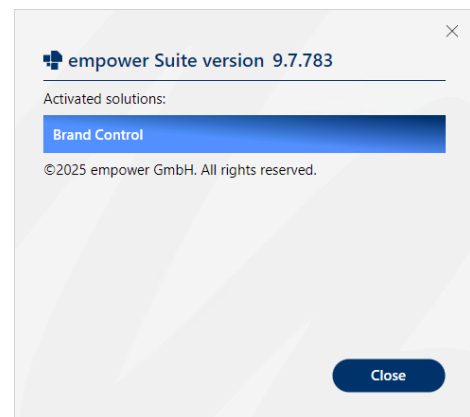 empower Suite version 9.7.783
Activated solutions:
Brand Control
©2025 empower GmbH. All rights reserved.
Close